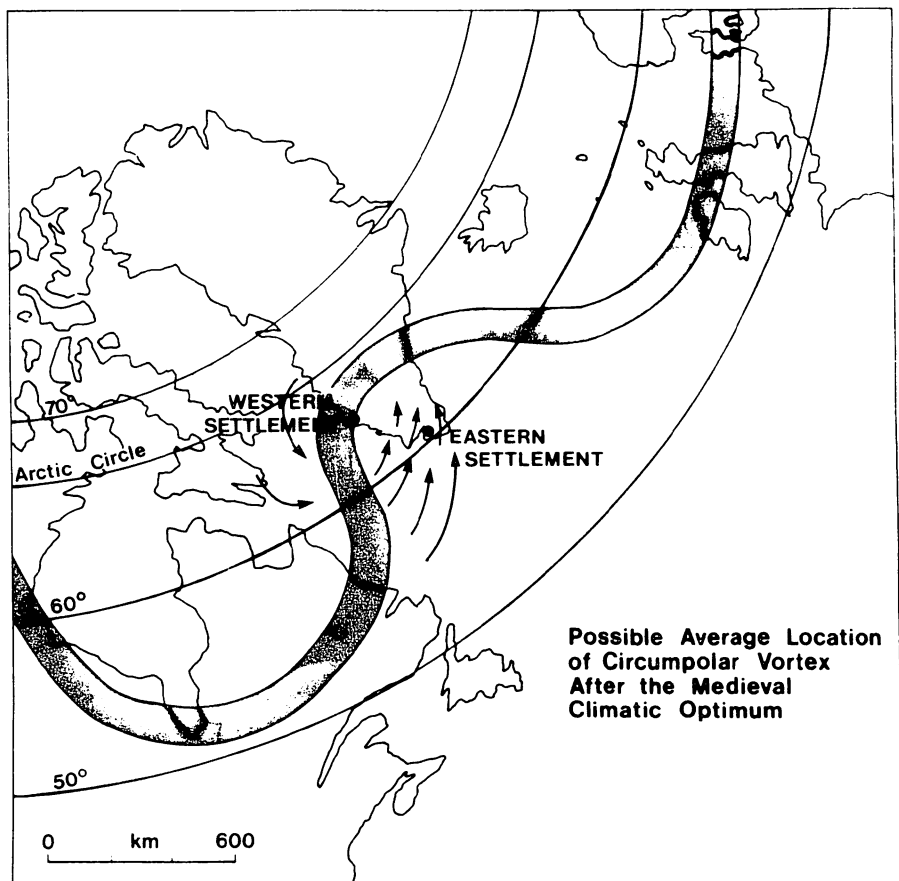 70°
WESTERN
SETTLEMENT
Arctic Circle
EASTERN
SETTLEMENT
60°
Possible Average Location
of Circumpolar Vortex
After the Medieval
Climatic Optimum
50°
0 km 600